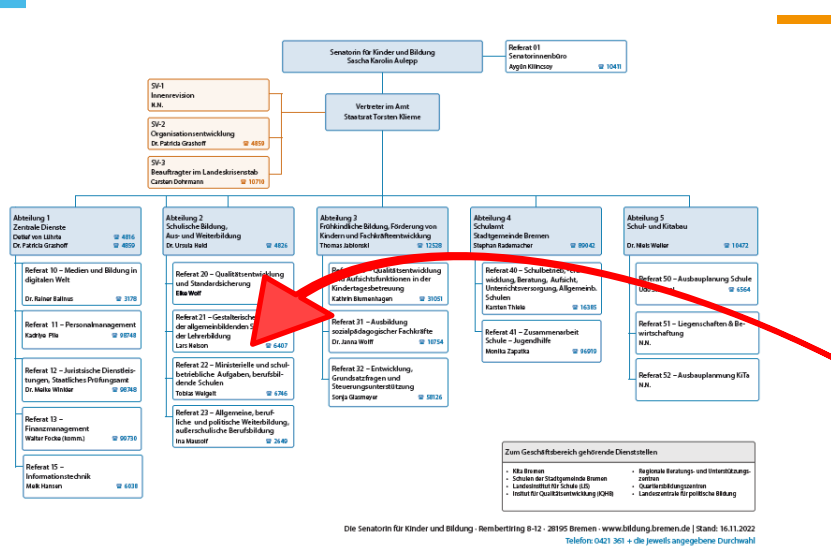 Senatorin für Kinder und Bildung
Sascha Karolin Aulepp
Referat 01
Senatorinnenbüro
Aygün Kilincsoy ☎ 10411
SV-1
Innenrevision
N.N.
SV-2
Organisationsentwicklung
Dr. Patricia Grashoff ☎ 4859
SV-3
Beauftragter im Landeskrisenstab
Carsten Dohrmann ☎ 10710
Vertreter im Amt
Staatsrat Torsten Klieme
Abteilung 1
Zentrale Dienste
Detlef von Lührte ☎ 4816
Dr. Patricia Grashoff ☎ 4859
Referat 10 – Medien und Bildung in
digitalen Welt
Dr. Rainer Ballnus ☎ 3178
Referat 11 – Personalmanagement
Kadriye Pile ☎ 98748
Referat 12 – Juristische Dienstleis-
tungen, Staatliches Prüfungsamt
Dr. Meike Winkler ☎ 98748
Referat 13 –
Finanzmanagement
Walter Focke (komm.) ☎ 99730
Referat 15 –
Informationstechnik
Meik Hansen ☎ 6038
Abteilung 2
Schulische Bildung,
Aus- und Weiterbildung
Dr. Ursula Held ☎ 4826
Referat 20 – Qualitätsentwicklung
und Standardsicherung
Elke Wolf
Referat 21 – Gestalterische
der allgemeinbildenden
der Lehrerbildung
Lars Nelson ☎ 6407
Referat 22 – Ministerielle und schul-
betriebliche Aufgaben, berufsbil-
dende Schulen
Tobias Weigelt ☎ 6746
Referat 23 – Allgemeine, beruf-
liche und politische Weiterbildung,
außerschulische Berufsbildung
Ina Mausolf ☎ 2649
Abteilung 3
Frühkindliche Bildung, Förderung von
Kindern und Fachkräfteentwicklung
Thomas Jablonski ☎ 12528
Qualitätsentwicklung
und Aufsichtsfunktionen in der
Kindertagesbetreuung
Kathrin Blumenhagen ☎ 31051
Referat 31 – Ausbildung
sozialpädagogischer Fachkräfte
Dr. Janna Wolff ☎ 10754
Referat 32 – Entwicklung,
Grundsatzfragen und
Steuerungsunterstützung
Sonja Glasmeyer ☎ 58126
Abteilung 4
Schulamt
Stadtgemeinde Bremen
Stephan Rademacher ☎ 89042
Referat 40 – Schulbetrieb,
wicklung, Beratung, Aufsicht,
Unterrichtsversorgung, Allgemeinb.
Schulen
Karsten Thiele ☎ 16385
Referat 41 – Zusammenarbeit
Schule – Jugendhilfe
Monika Zapatka ☎ 96910
Abteilung 5
Schul- und Kitabau
Dr. Niels Weller ☎ 10472
Referat 50 – Ausbauplanung Schule
Udo ☎ 6564
Referat 51 – Liegenschaften & Be-
wirtschaftung
N.N.
Referat 52 – Ausbauplanmung KiTa
N.N.
Zum Geschäftsbereich gehörende Dienststellen
• Kita Bremen
• Schulen der Stadtgemeinde Bremen
• Landesinstitut für Schule (LIS)
• Insitut für Qualitätsentwicklung (IQHB)
• Regionale Beratungs- und Unterstützungs-
zentren
• Quartiersbildungszentren
• Landeszentrale für politische Bildung
Die Senatorin für Kinder und Bildung · Rembertiring 8-12 · 28195 Bremen · www.bildung.bremen.de | Stand: 16.11.2022
Telefon: 0421 361 + die jeweils angegebene Durchwahl